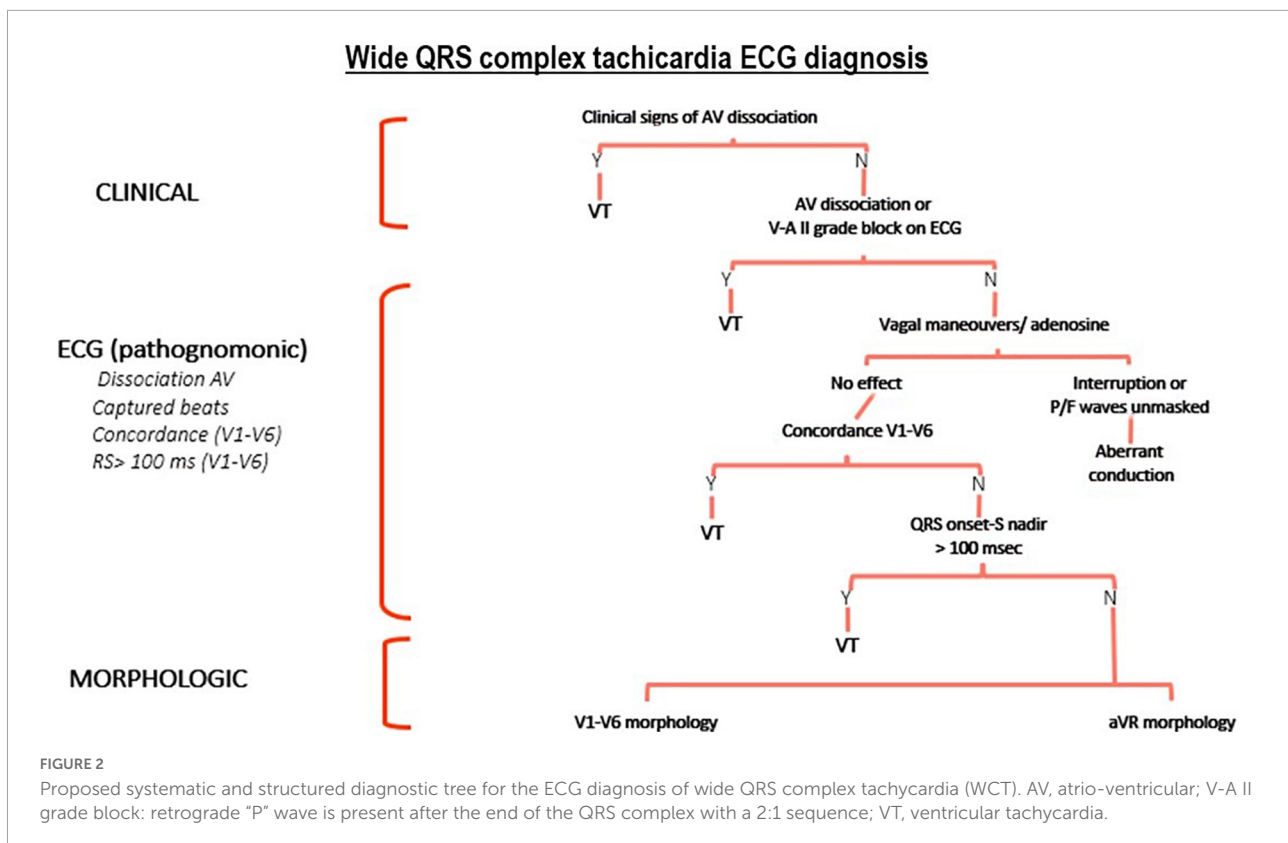 Wide QRS complex tachicardia ECG diagnosis
Clinical signs of AV dissociation
Y
N
CLINICAL
VT
AV dissociation or
V-A II grade block on ECG
Y
N
VT
Vagal maneouvers/ adenosine
ECG (pathognomonic)
Dissociation AV
Captured beats
Concordance (V1-V6)
RS> 100 ms (V1-V6)
No effect
Interruption or
P/F waves unmasked
Concordance V1-V6
Aberrant
conduction
Y
N
VT
QRS onset-S nadir
> 100 msec
Y
N
VT
MORPHOLOGIC
V1-V6 morphology
aVR morphology
FIGURE 2
Proposed systematic and structured diagnostic tree for the ECG diagnosis of wide QRS complex tachycardia (WCT). AV, atrio-ventricular; V-A II
grade block: retrograde “P” wave is present after the end of the QRS complex with a 2:1 sequence; VT, ventricular tachycardia.